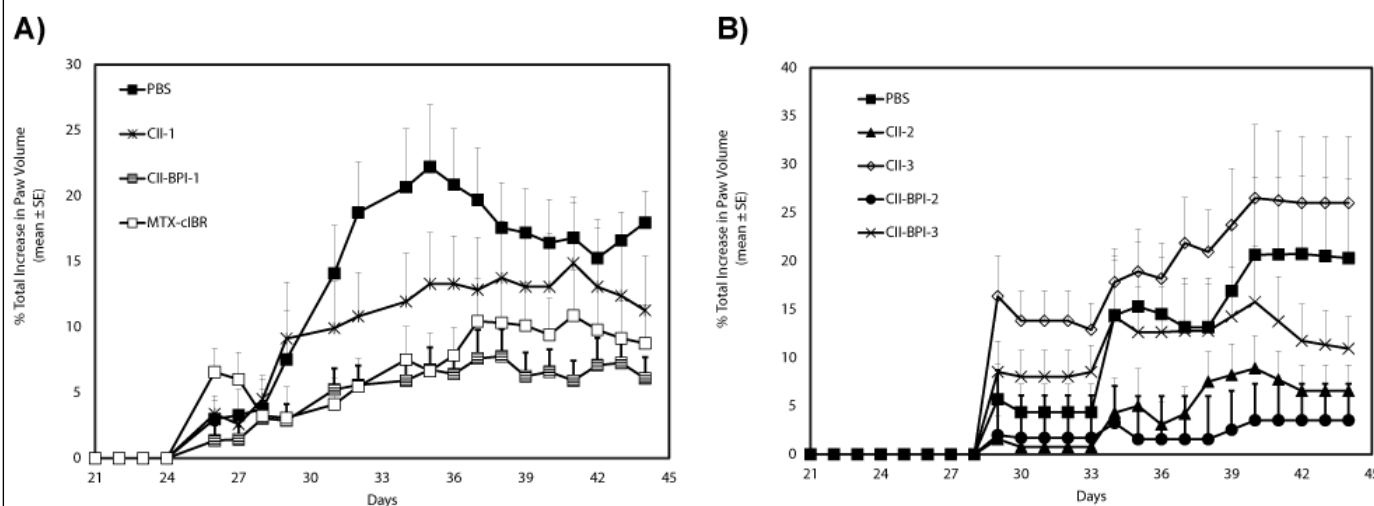 A)
% Total Increase in Paw Volume
(mean ± SE)
30
25
20
15
10
5
0
PBS
CII-1
CII-BPI-1
MTX-cIBR
21 24 27 30 33 36 39 42 45
Days
B)
% Total Increase in Paw Volume
(mean ± SE)
40
35
30
25
20
15
10
5
0
PBS
CII-2
CII-3
CII-BPI-2
CII-BPI-3
21 24 27 30 33 36 39 42 45
Days